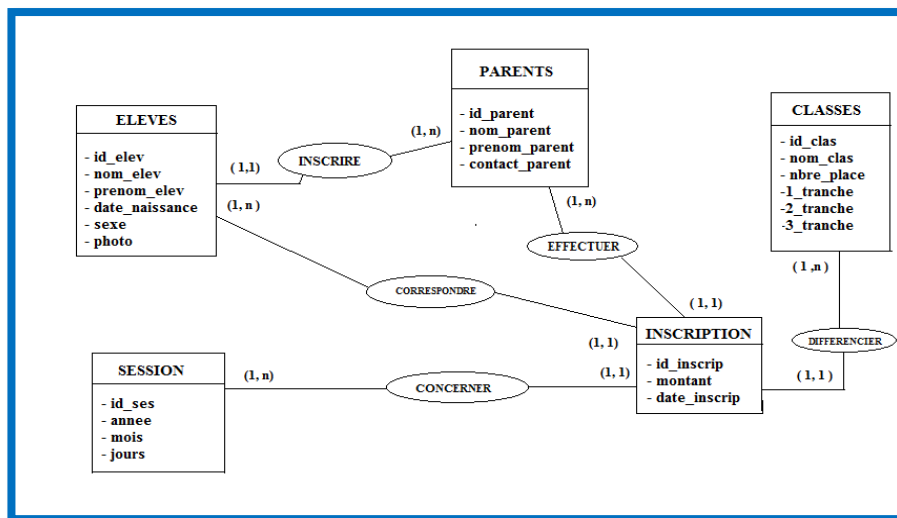 PARENTS
- id_parent
- nom_parent
- prenom_parent
- contact_parent
CLASSES
- id_clas
- nom_clas
- nbre_place
-1_tranche
-2_tranche
-3_tranche
ELEVES
- id_elev
- nom_elev
- prenom_elev
- date_naissance
- sexe
- photo
( 1,1)
INSCRIRE
(1, n)
(1, n )
(1, n)
EFFECTUER
( 1 ,n )
CORRESPONDRE
( 1, 1)
(1, 1)
INSCRIPTION
- id_inscrip
- montant
- date_inscrip
DIFFERENCIER
( 1, 1 )
SESSION
- id_ses
- annee
- mois
- jours
(1, n)
CONCERNER
(1, 1)